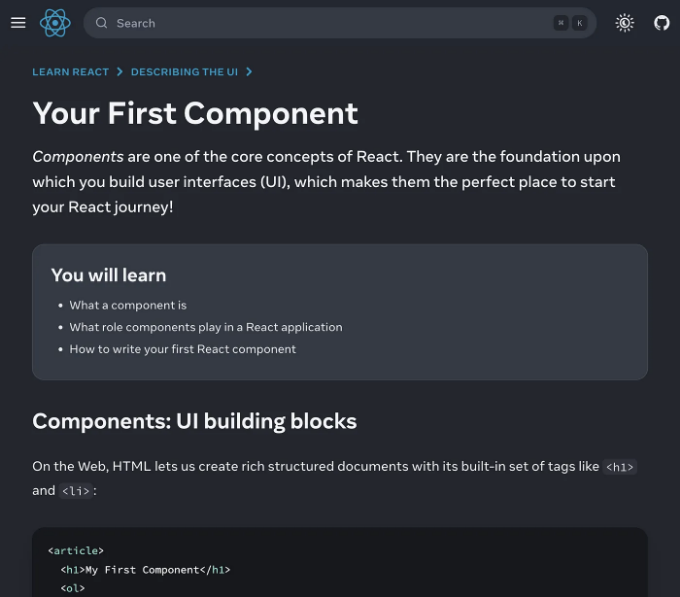 Search ⌘ K
LEARN REACT DESCRIBING THE UI
Your First Component
Components are one of the core concepts of React. They are the foundation upon
which you build user interfaces (UI), which makes them the perfect place to start
your React journey!
You will learn
• What a component is
• What role components play in a React application
• How to write your first React component
Components: UI building blocks
On the Web, HTML lets us create rich structured documents with its built-in set of tags like <h1>
and <li>:
<article>
<h1>My First Component</h1>
<ol>